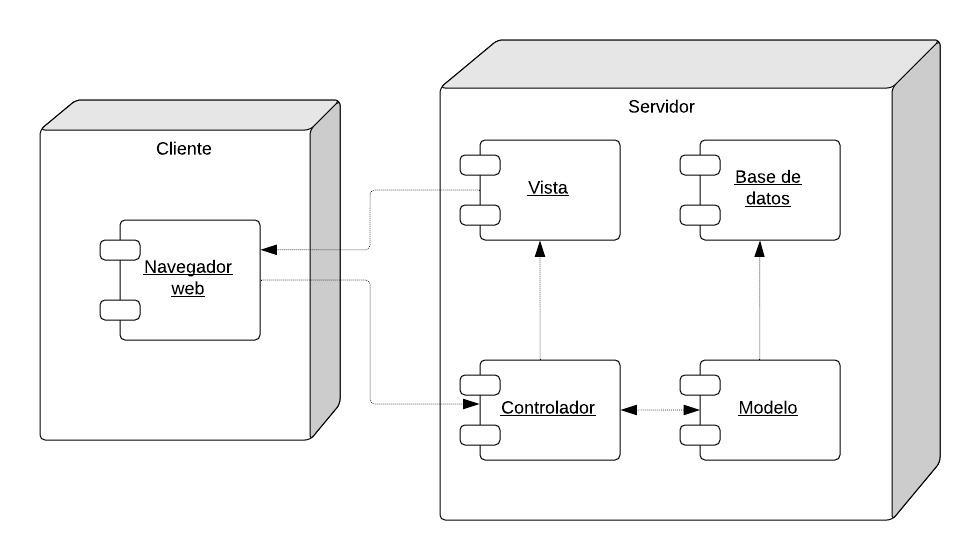 Cliente
Navegador
web
Servidor
Vista
Base de
datos
Controlador
Modelo